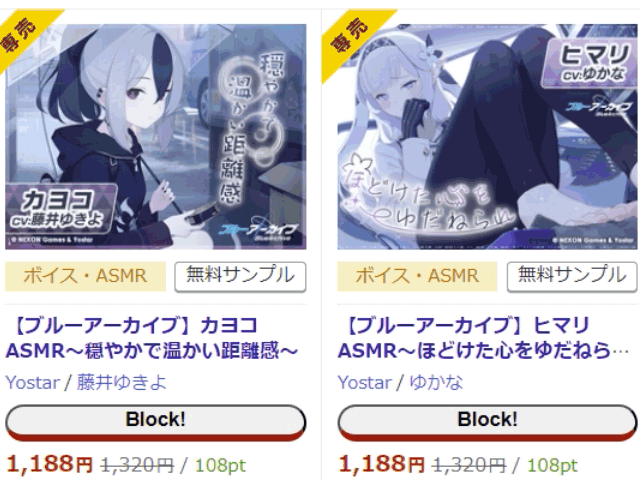 専売
穏やかで
温かい
距離感
カヨコ
CV:藤井ゆきよ
ブルーアーカイブ
BlueArchive
© NEXON Games & Yostar
ボイス・ASMR
無料サンプル
【ブルーアーカイブ】カヨコ
ASMR～穏やかで温かい距離感～
Yostar / 藤井ゆきよ
Block!
1,188円 1,320円 / 108pt
専売
ヒマリ
CV:ゆかな
ブルーアーカイブ
BlueArchive
ほどけた心を
ゆだねられ
© NEXON Games & Yostar
ボイス・ASMR
無料サンプル
【ブルーアーカイブ】ヒマリ
ASMR～ほどけた心をゆだねら…
Yostar / ゆかな
Block!
1,188円 1,320円 / 108pt